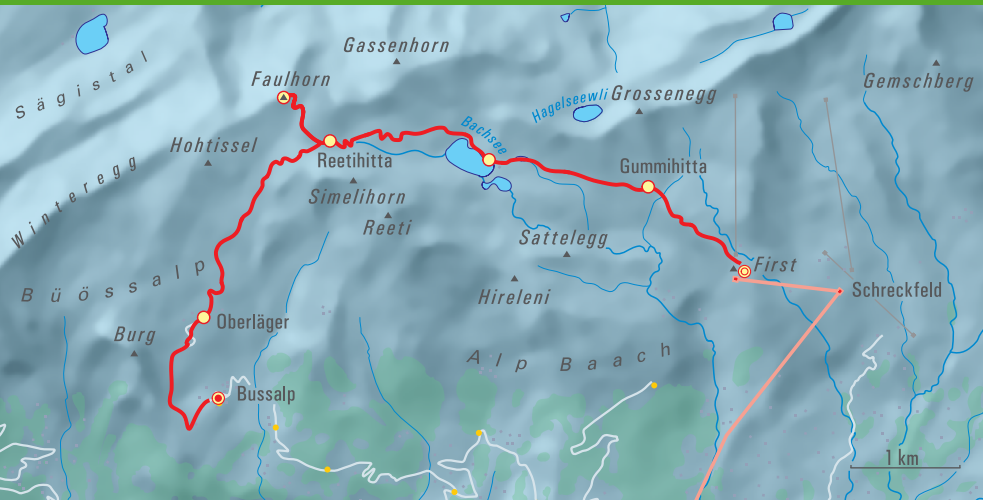 Gassenhorn
Sägistal
Faulhorn
Gemschberg
Hagelseewli
Grossenegg
Bachsee
Hohtissel
Reetihitta
Gummihitta
Winteregg
Simelihorn
Reeti
Sattelegg
First
Büössalp
Hireleni
Schreckfeld
Oberläger
Burg
Alp Baach
Bussalp
1 km